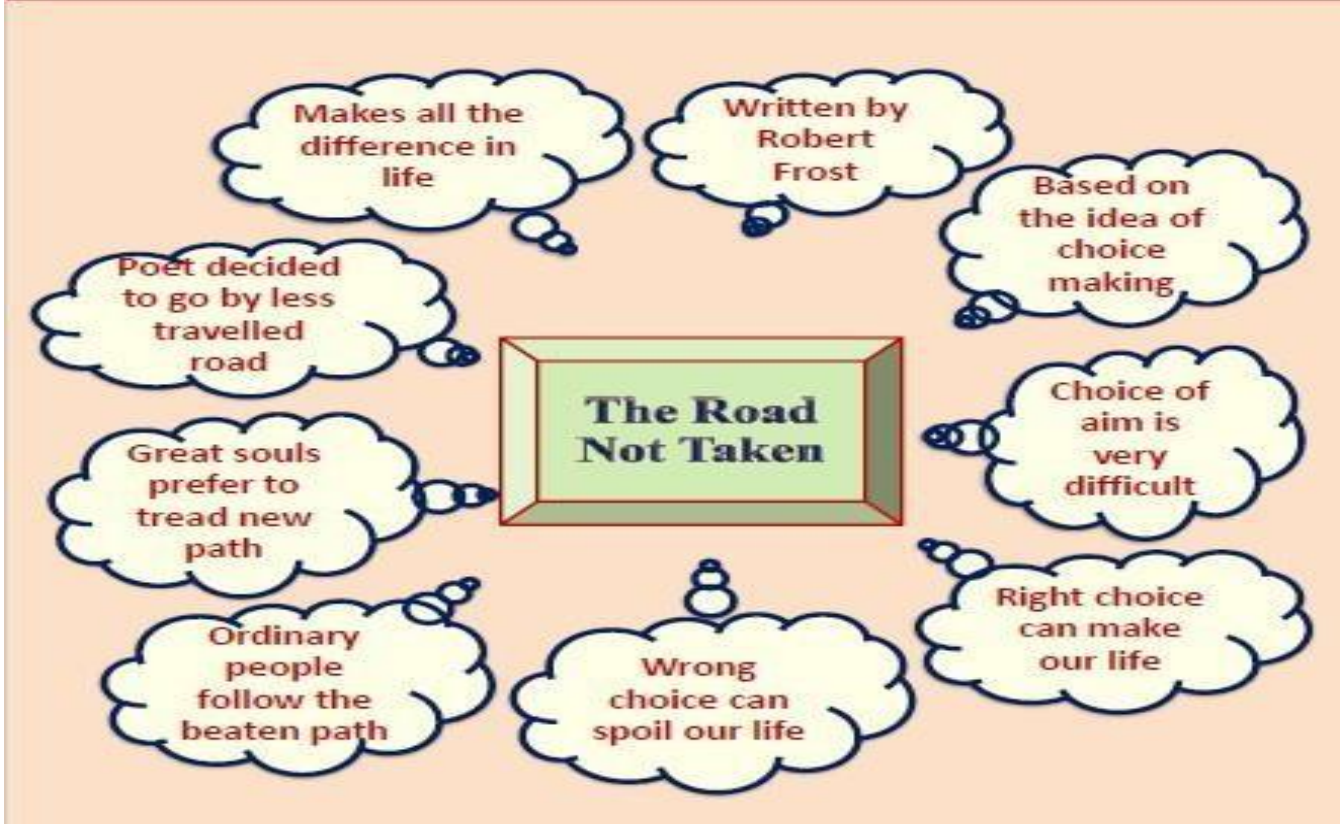 Makes all the
difference in
life
Written by
Robert
Frost
Based on
the idea of
choice
making
Poet decided
to go by less
travelled
road
The Road
Not Taken
Choice of
aim is
very
difficult
Great souls
prefer to
tread new
path
Right choice
can make
our life
Ordinary
people
follow the
beaten path
Wrong
choice can
spoil our life